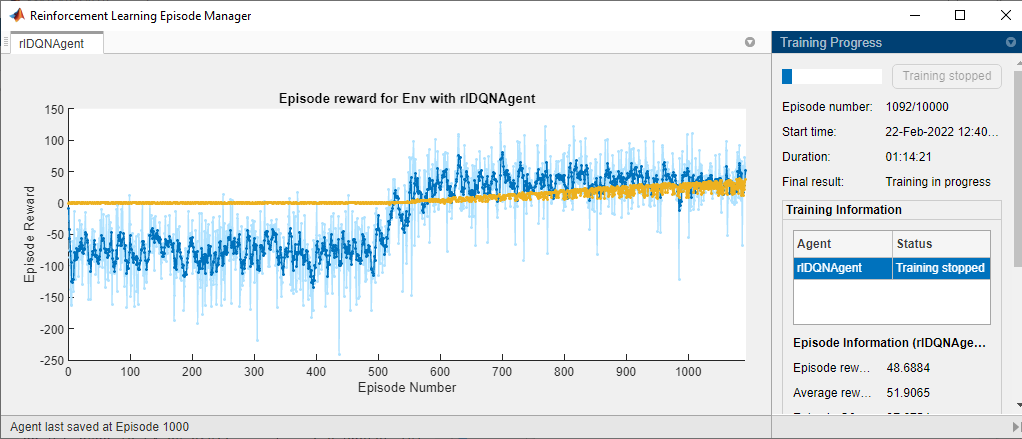 Reinforcement Learning Episode Manager
rlDQNAgent
Episode reward for Env with rlDQNAgent
150
100
50
0
-50
-100
-150
-200
-250
Episode Reward
0 100 200 300 400 500 600 700 800 900 1000
Episode Number
Agent last saved at Episode 1000
Training Progress
Training stopped
Episode number: 1092/10000
Start time: 22-Feb-2022 12:40...
Duration: 01:14:21
Final result: Training in progress
Training Information
Agent Status
rlDQNAgent Training stopped
Episode Information (rlDQNAge...
Episode rew... 48.6884
Average rew... 51.9065